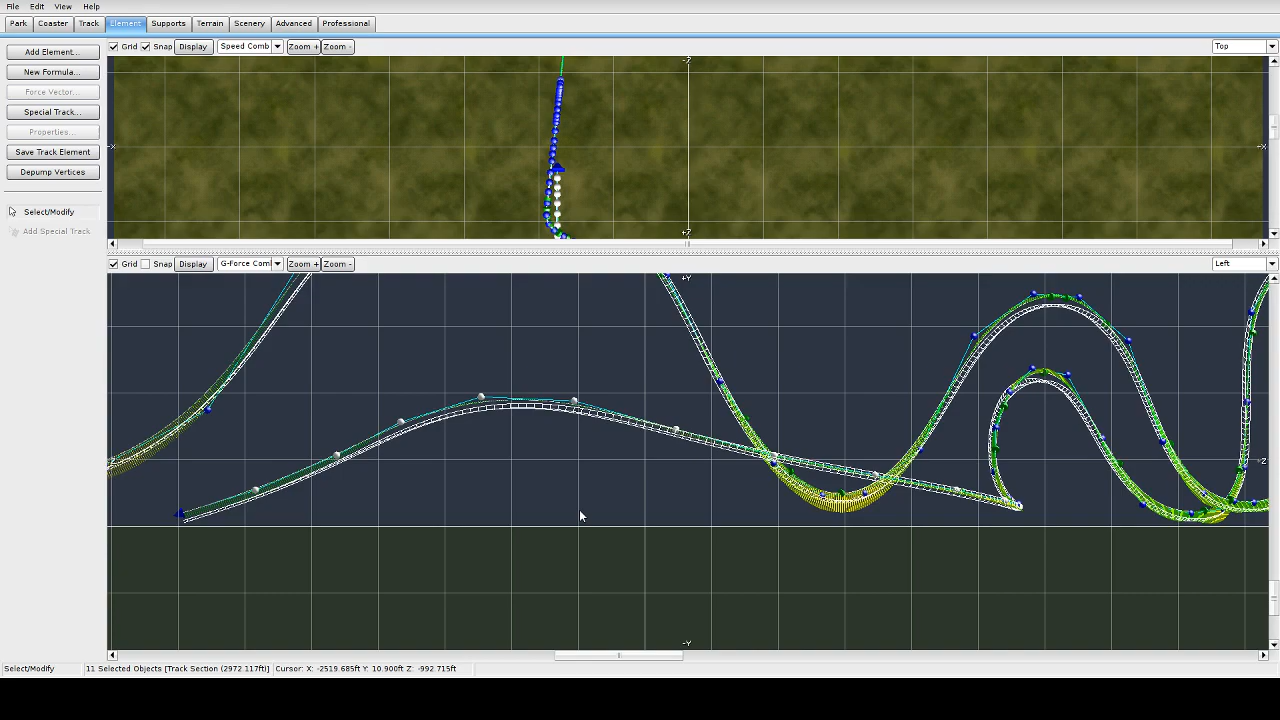 File Edit View Help
Park Coaster Track Element Supports Terrain Scenery Advanced Professional
Add Element...
New Formula...
Force Vector...
Special Track...
Properties...
Save Track Element
Depump Vertices
Select/Modify
Add Special Track
Grid Snap Display Speed Comb Zoom + Zoom - Top
-Z
-X
-X
+Z
Grid Snap Display G-Force Coml Zoom + Zoom - Left
+Y
-Z
-Y
Select/Modify 11 Selected Objects [Track Section (2972.117ft) Cursor: X: -2519.685ft Y: 10.900ft Z: -992.715ft